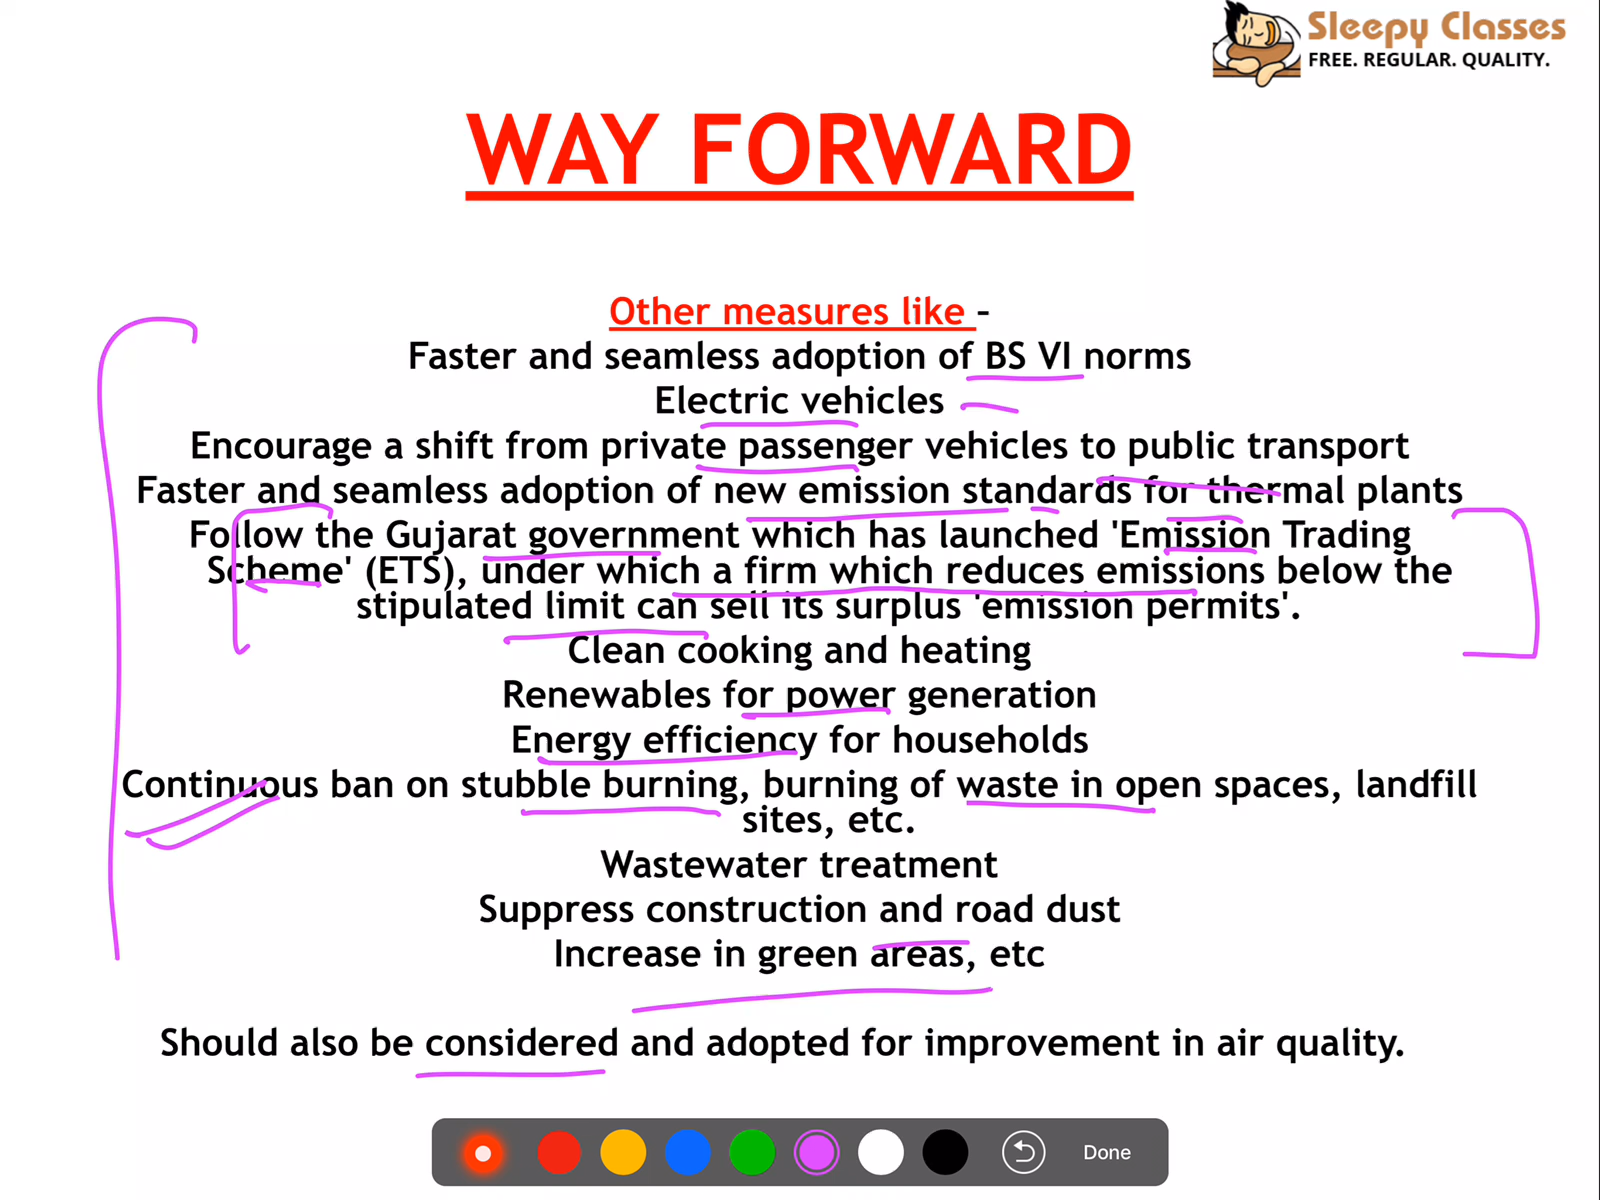 Sleepy Classes
FREE. REGULAR. QUALITY.
WAY FORWARD
Other measures like -
Faster and seamless adoption of BS VI norms
Electric vehicles
Encourage a shift from private passenger vehicles to public transport
Faster and seamless adoption of new emission standards for thermal plants
Follow the Gujarat government which has launched 'Emission Trading
Scheme' (ETS), under which a firm which reduces emissions below the
stipulated limit can sell its surplus 'emission permits'.
Clean cooking and heating
Renewables for power generation
Energy efficiency for households
Continuous ban on stubble burning, burning of waste in open spaces, landfill
sites, etc.
Wastewater treatment
Suppress construction and road dust
Increase in green areas, etc
Should also be considered and adopted for improvement in air quality.
Done